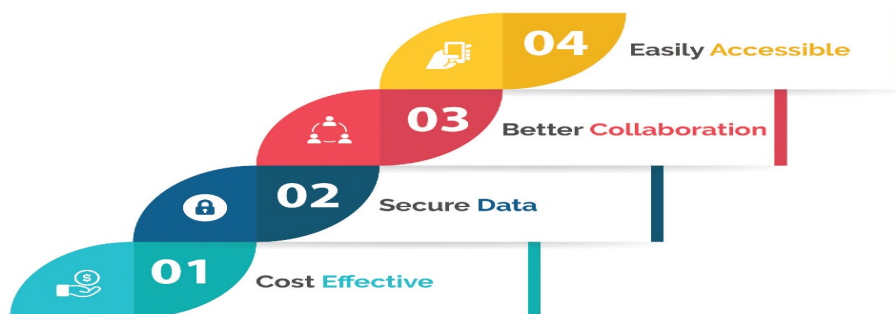 04 Easily Accessible
03 Better Collaboration
02 Secure Data
01 Cost Effective